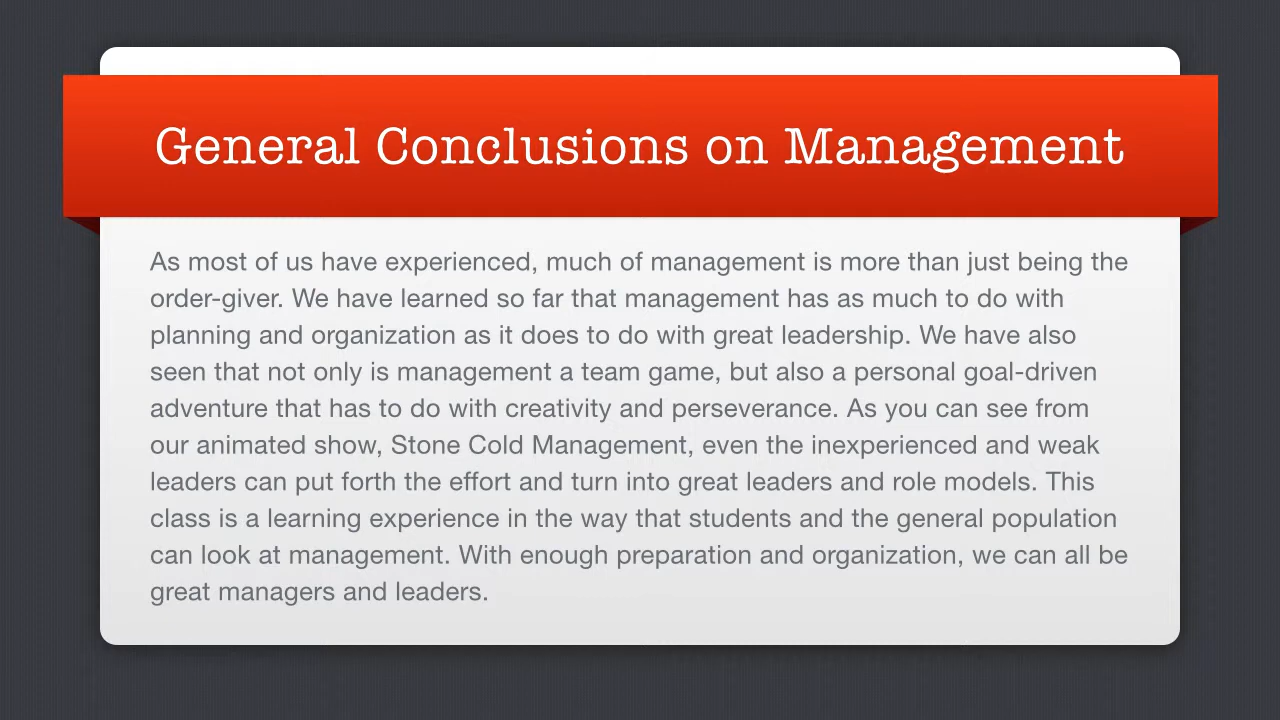 General Conclusions on Management
As most of us have experienced, much of management is more than just being the
order-giver. We have learned so far that management has as much to do with
planning and organization as it does to do with great leadership. We have also
seen that not only is management a team game, but also a personal goal-driven
adventure that has to do with creativity and perseverance. As you can see from
our animated show, Stone Cold Management, even the inexperienced and weak
leaders can put forth the effort and turn into great leaders and role models. This
class is a learning experience in the way that students and the general population
can look at management. With enough preparation and organization, we can all be
great managers and leaders.